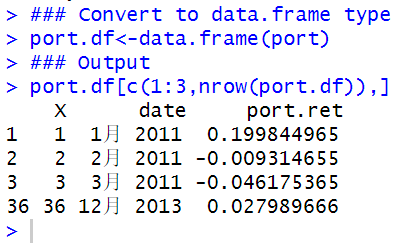 > ### Convert to data.frame type
> port.df<-data.frame(port)
> ### Output
> port.df[c(1:3,nrow(port.df)),]
X date port.ret
1 1 1月 2011 0.199844965
2 2 2月 2011 -0.009314655
3 3 3月 2011 -0.046175365
36 36 12月 2013 0.027989666
>